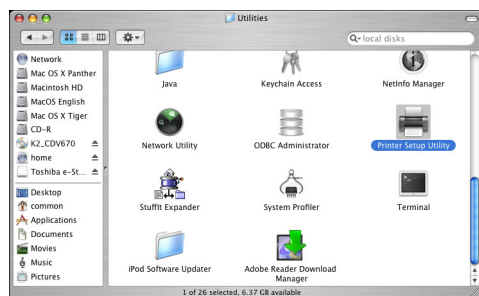 Utilities
local disks
Network
Mac OS X Panther
Macintosh HD
MacOS English
Mac OS X Tiger
CD-R
K2_CDV670
home
Toshiba e-St...
Desktop
common
Applications
Documents
Movies
Music
Pictures
Java
Keychain Access
NetInfo Manager
Network Utility
ODBC Administrator
Printer Setup Utility
StuffIt Expander
System Profiler
Terminal
iPod Software Updater
Adobe Reader Download
Manager
1 of 26 selected, 6.37 GB available